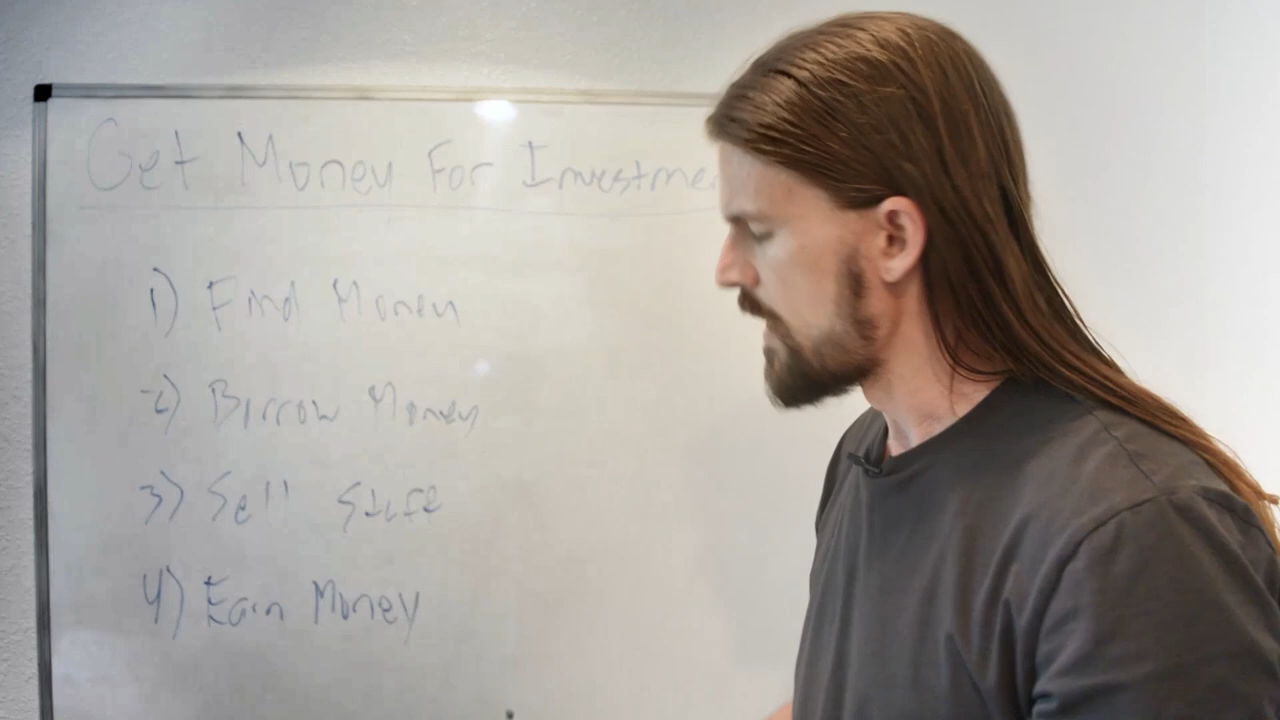 Get Money For Investme
1) Find Money
2) Borrow Money
3) Sell Stuff
4) Earn Money